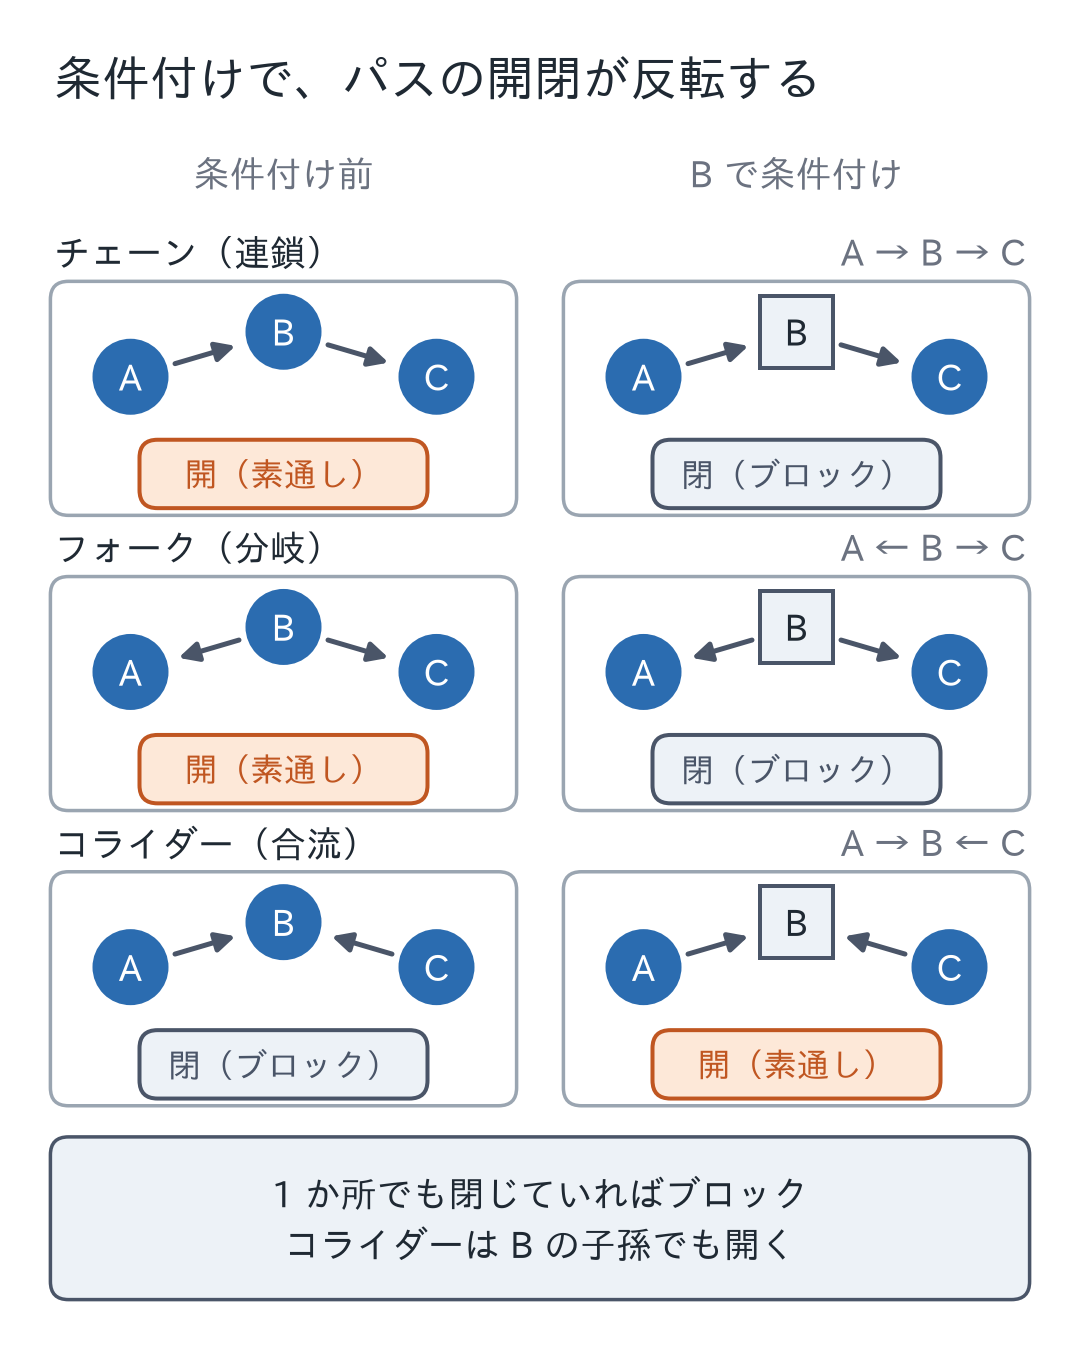 条件付けで、パスの開閉が反転する
条件付け前
B で条件付け
チェーン（連鎖）
A → B → C
A
B
C
開（素通し）
A
B
C
閉（ブロック）
フォーク（分岐）
A ← B → C
A
B
C
開（素通し）
A
B
C
閉（ブロック）
コライダー（合流）
A → B ← C
A
B
C
閉（ブロック）
A
B
C
開（素通し）
1 か所でも閉じていればブロック
コライダーは B の子孫でも開く